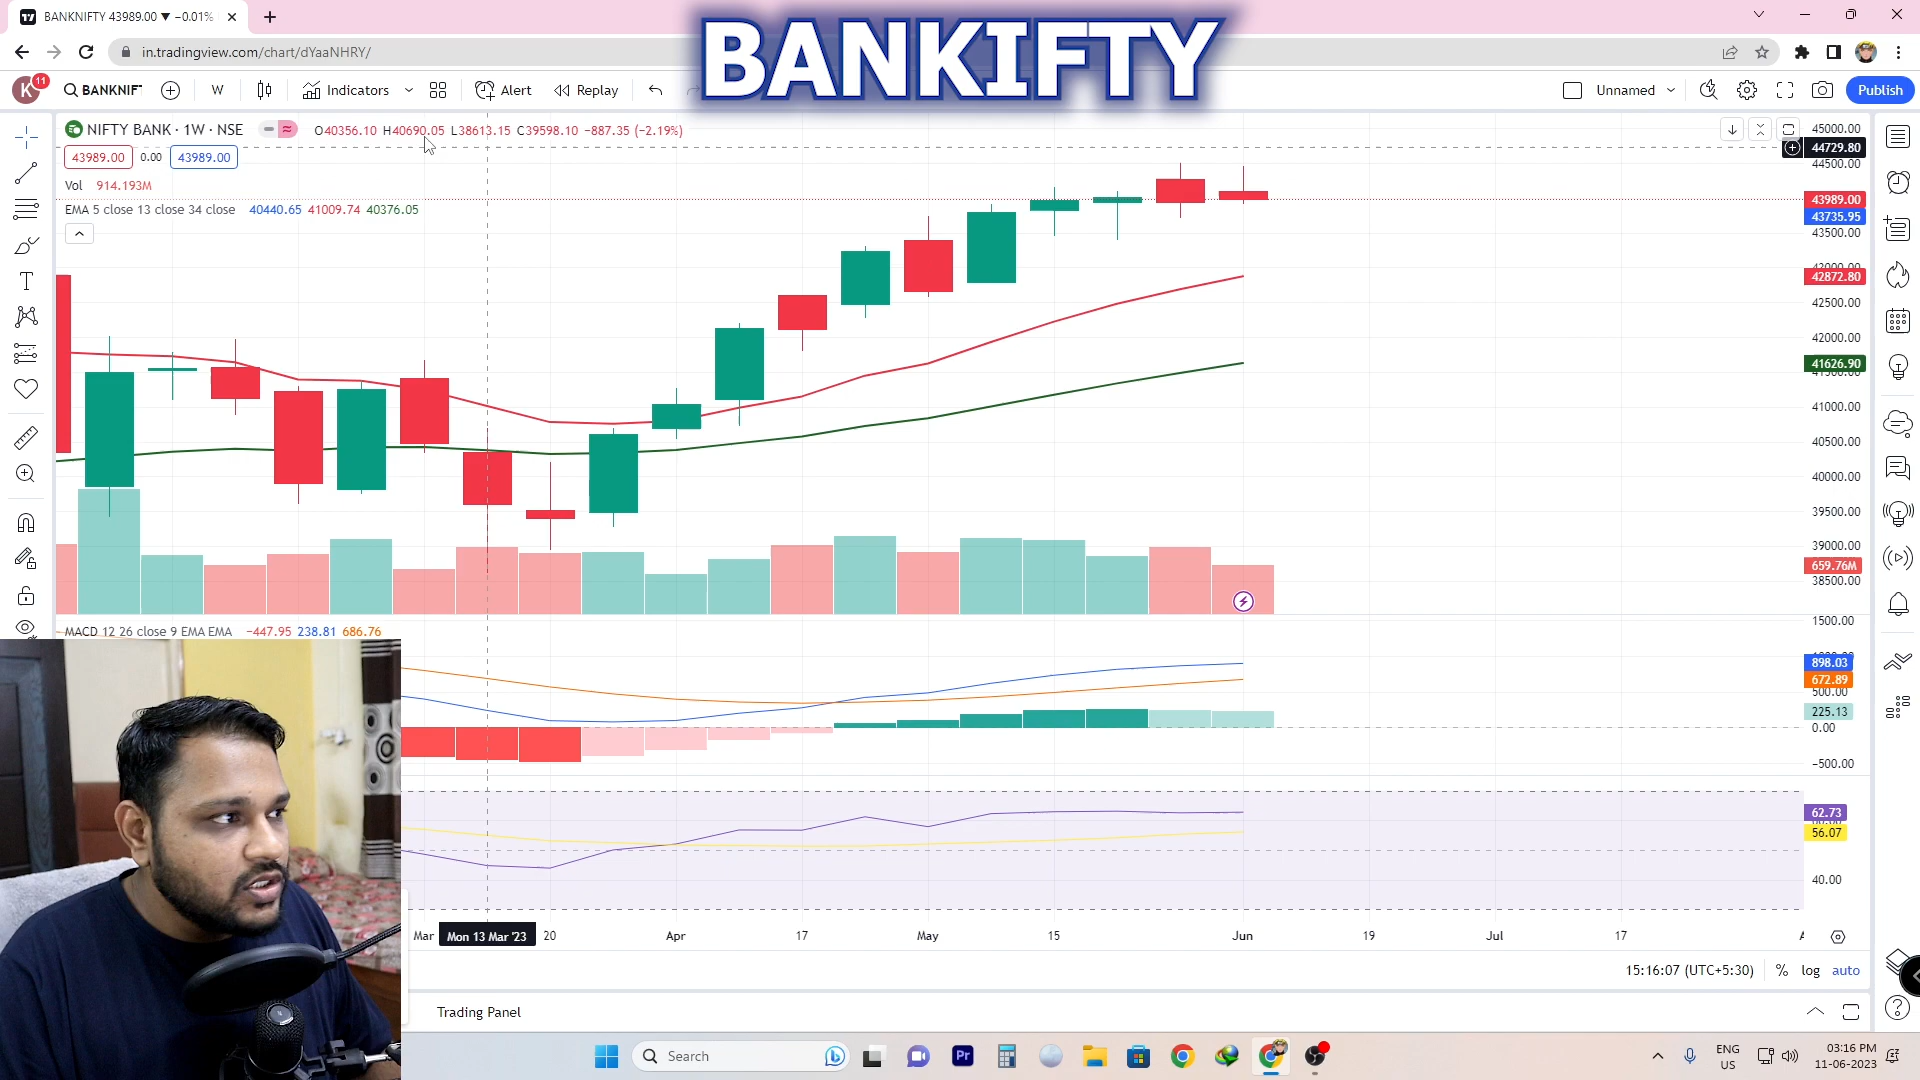 BANKNIFTY 43989.00 ▼ −0.01%
BANKIFTY
in.tradingview.com/chart/dYaaNHRY/
K
11
BANKNIF
W
Indicators
Alert
Replay
Unnamed
Publish
NIFTY BANK · 1W · NSE
O40356.10 H40690.05 L38613.15 C39598.10 −887.35 (−2.19%)
43989.00
0.00
43989.00
Vol 914.193M
EMA 5 close 13 close 34 close 40440.65 41009.74 40376.05
45000.00
44729.80
44500.00
43989.00
43735.95
43500.00
42872.80
42500.00
42000.00
41626.90
41000.00
40500.00
40000.00
39500.00
39000.00
659.76M
38500.00
MACD 12 26 close 9 EMA EMA −447.95 238.81 686.76
1500.00
898.03
672.89
500.00
225.13
0.00
−500.00
62.73
56.07
40.00
Mar
Mon 13 Mar '23
20
Apr
17
May
15
Jun
19
Jul
17
15:16:07 (UTC+5:30)
%
log
auto
Trading Panel
Search
Pr
ENG
US
03:16 PM
11-06-2023